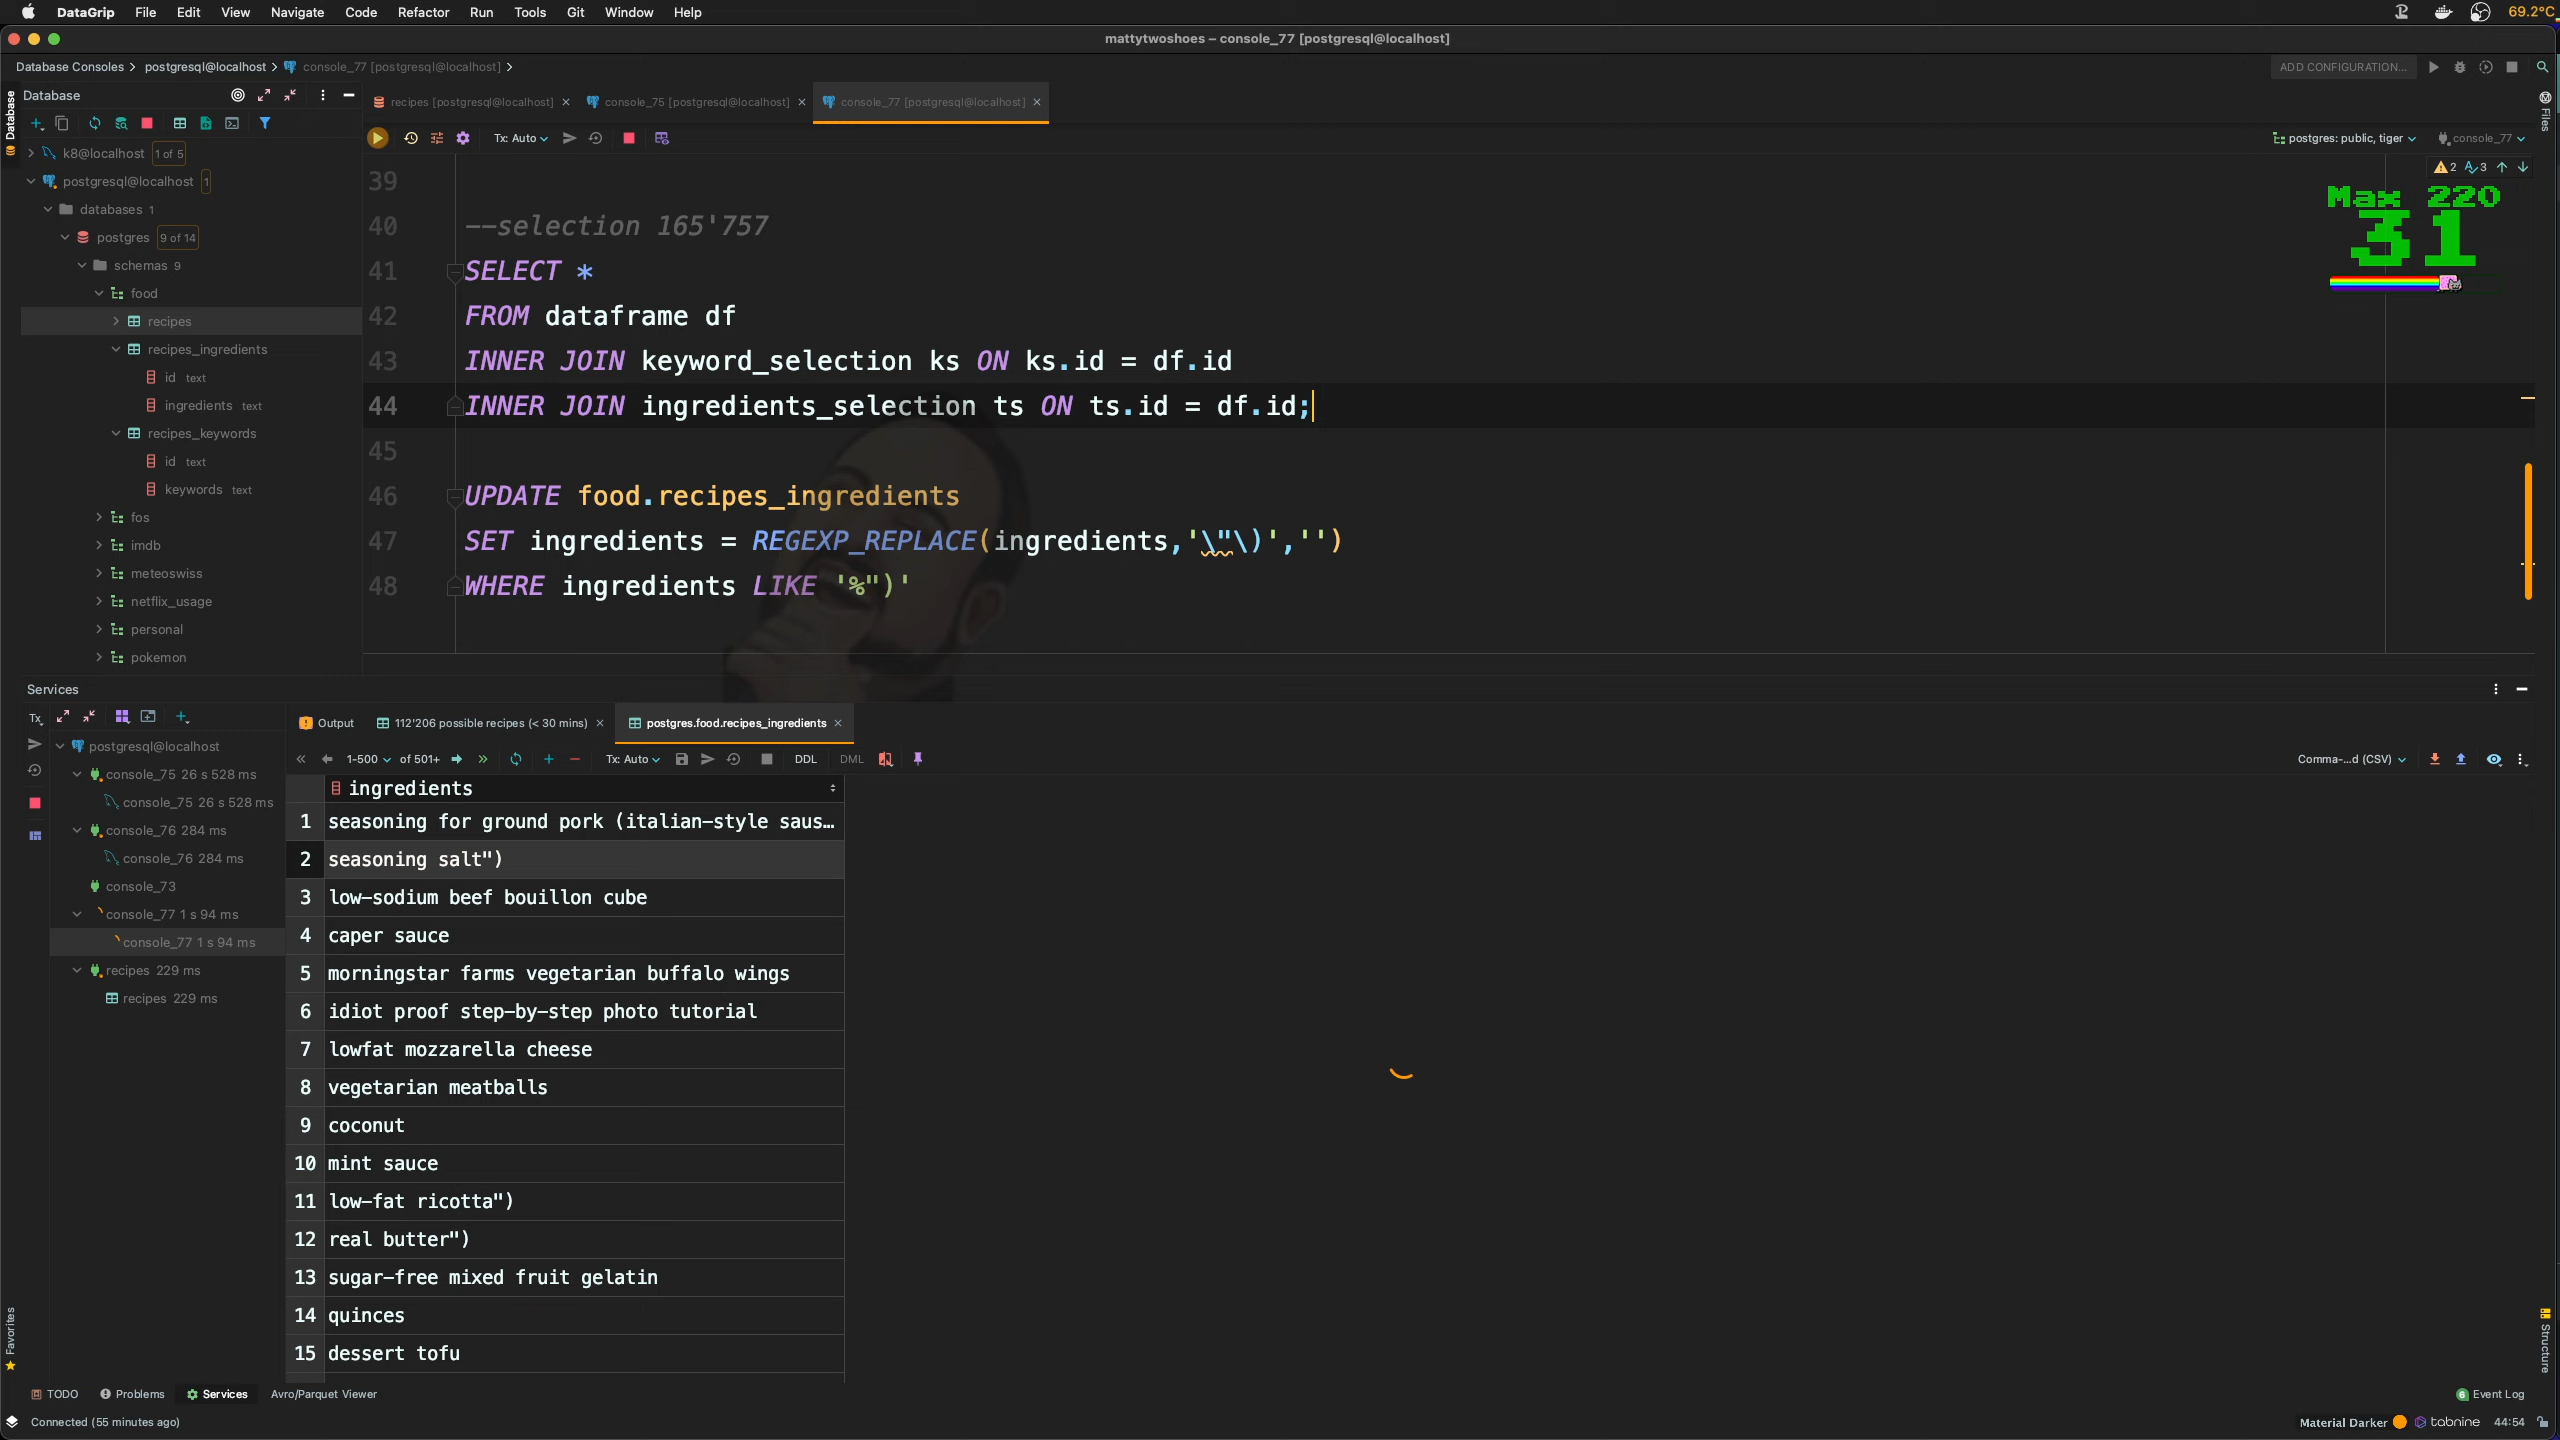 DataGrip File Edit View Navigate Code Refactor Run Tools Git Window Help
69.2°C
mattytwoshoes – console_77 [postgresql@localhost]
Database Consoles postgresql@localhost console_77 [postgresql@localhost]
ADD CONFIGURATION...
Database
Database
Files
recipes [postgresql@localhost]
console_75 [postgresql@localhost]
console_77 [postgresql@localhost]
Tx: Auto
postgres: public, tiger
console_77
2 3
Max 220
31
k8@localhost 1 of 5
postgresql@localhost 1
databases 1
postgres 9 of 14
schemas 9
food
recipes
recipes_ingredients
id text
ingredients text
recipes_keywords
id text
keywords text
fos
imdb
meteoswiss
netflix_usage
personal
pokemon
39
40 --selection 165'757
41 SELECT *
42 FROM dataframe df
43 INNER JOIN keyword_selection ks ON ks.id = df.id
44 INNER JOIN ingredients_selection ts ON ts.id = df.id;
45
46 UPDATE food.recipes_ingredients
47 SET ingredients = REGEXP_REPLACE(ingredients,'\"\)','')
48 WHERE ingredients LIKE '%")'
Services
Tx
postgresql@localhost
console_75 26 s 528 ms
console_75 26 s 528 ms
console_76 284 ms
console_76 284 ms
console_73
console_77 1 s 94 ms
console_77 1 s 94 ms
recipes 229 ms
recipes 229 ms
Output
112'206 possible recipes (< 30 mins)
postgres.food.recipes_ingredients
1-500 of 501+
Tx: Auto
DDL
DML
Comma-...d (CSV)
ingredients
1 seasoning for ground pork (italian-style saus…
2 seasoning salt")
3 low-sodium beef bouillon cube
4 caper sauce
5 morningstar farms vegetarian buffalo wings
6 idiot proof step-by-step photo tutorial
7 lowfat mozzarella cheese
8 vegetarian meatballs
9 coconut
10 mint sauce
11 low-fat ricotta")
12 real butter")
13 sugar-free mixed fruit gelatin
14 quinces
15 dessert tofu
Favorites
Structure
TODO Problems Services Avro/Parquet Viewer
6 Event Log
Connected (55 minutes ago)
Material Darker tabnine 44:54